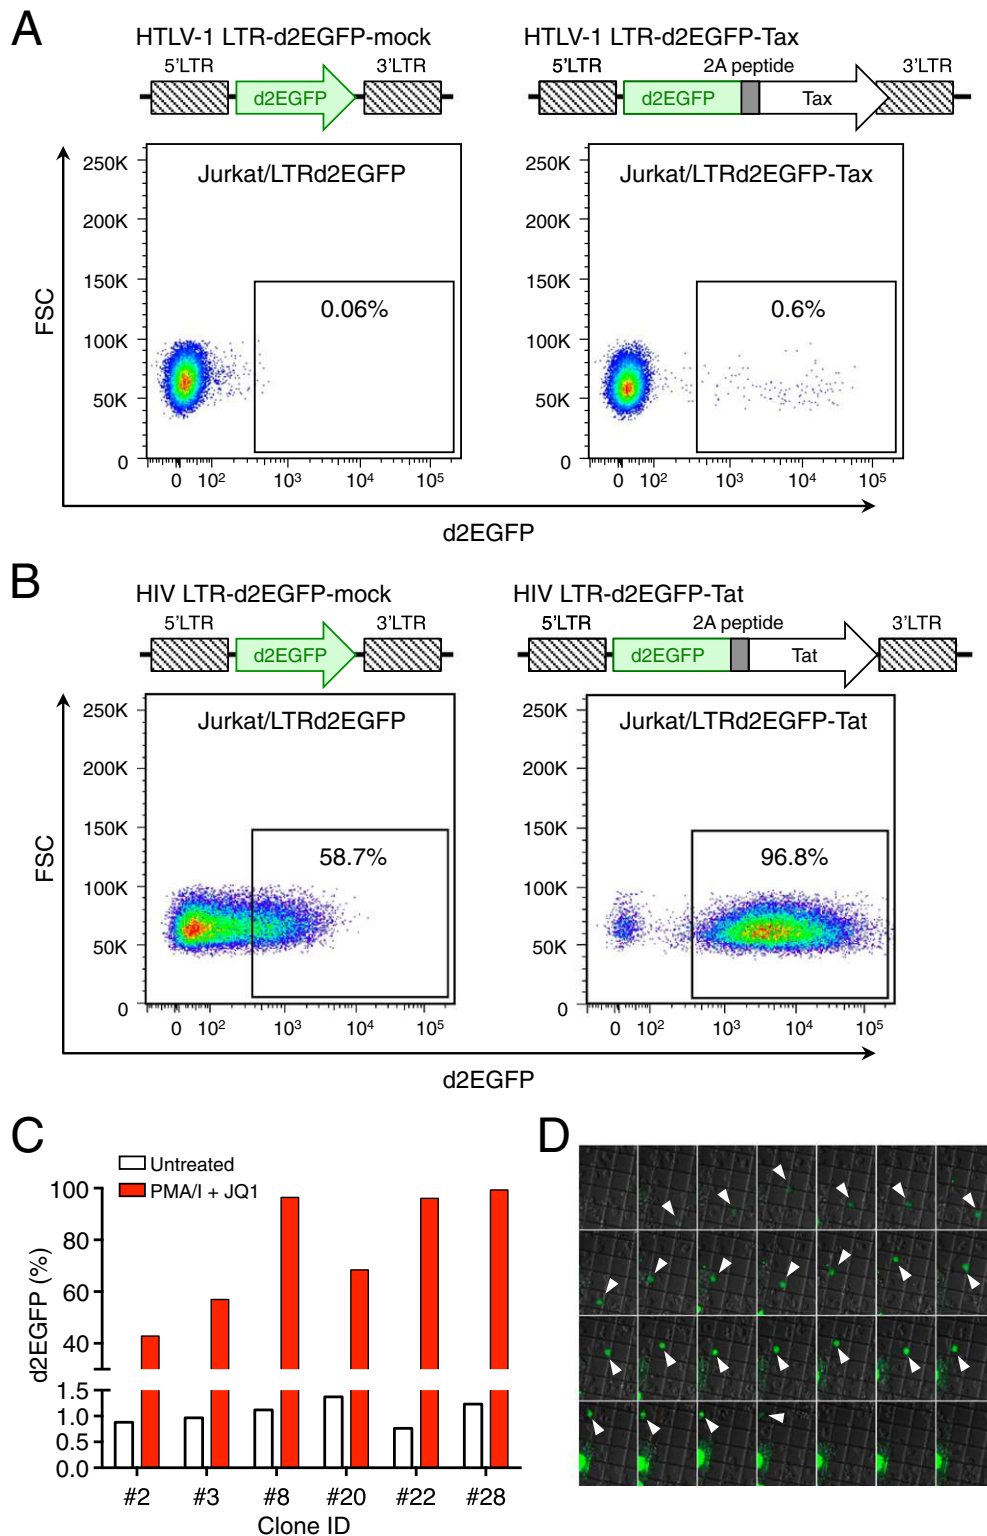 A
HTLV-1 LTR-d2EGFP-mock
HTLV-1 LTR-d2EGFP-Tax
5'LTR
3'LTR
5'LTR
2A peptide
3'LTR
d2EGFP
d2EGFP
Tax
250K
200K
150K
100K
50K
0
FSC
Jurkat/LTRd2EGFP
0.06%
0 10² 10³ 10⁴ 10⁵
250K
200K
150K
100K
50K
0
Jurkat/LTRd2EGFP-Tax
0.6%
0 10² 10³ 10⁴ 10⁵
d2EGFP
B
HIV LTR-d2EGFP-mock
HIV LTR-d2EGFP-Tat
5'LTR
3'LTR
5'LTR
2A peptide
3'LTR
d2EGFP
d2EGFP
Tat
250K
200K
150K
100K
50K
0
FSC
Jurkat/LTRd2EGFP
58.7%
0 10² 10³ 10⁴ 10⁵
250K
200K
150K
100K
50K
0
Jurkat/LTRd2EGFP-Tat
96.8%
0 10² 10³ 10⁴ 10⁵
d2EGFP
C
Untreated
PMA/I + JQ1
100
80
60
40
1.5
1.0
0.5
0.0
d2EGFP (%)
#2 #3 #8 #20 #22 #28
Clone ID
D